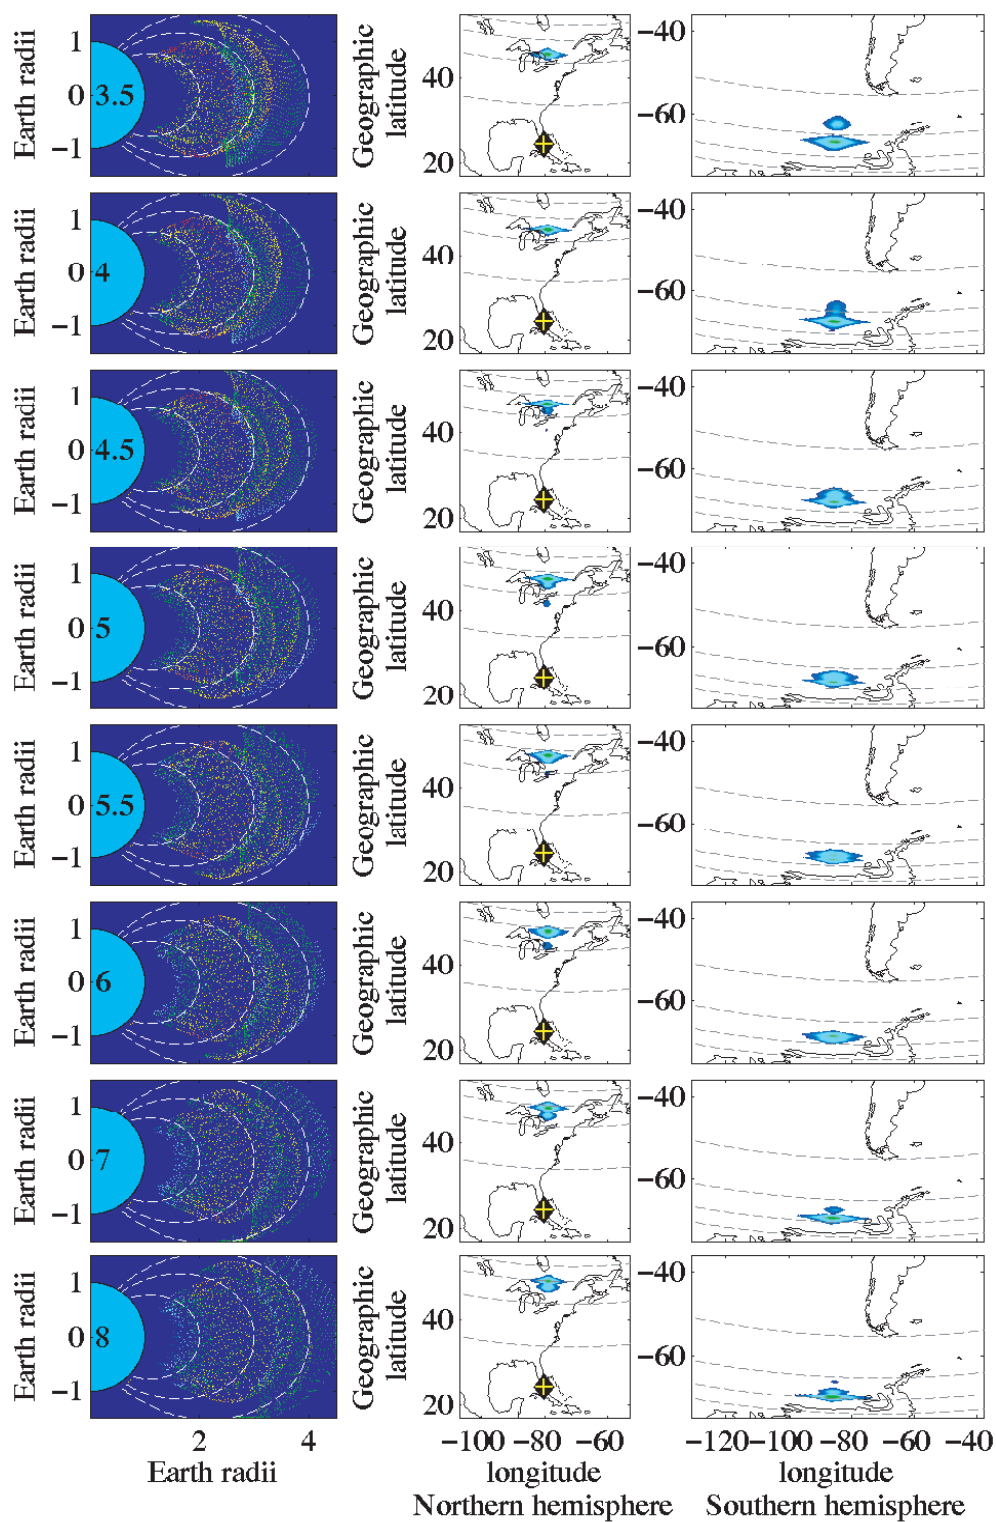 Earth radii
1
0
−1
3.5
Geographic
latitude
40
20
−40
−60
Earth radii
1
0
−1
4
Geographic
latitude
40
20
−40
−60
Earth radii
1
0
−1
4.5
Geographic
latitude
40
20
−40
−60
Earth radii
1
0
−1
5
Geographic
latitude
40
20
−40
−60
Earth radii
1
0
−1
5.5
Geographic
latitude
40
20
−40
−60
Earth radii
1
0
−1
6
Geographic
latitude
40
20
−40
−60
Earth radii
1
0
−1
7
Geographic
latitude
40
20
−40
−60
Earth radii
1
0
−1
8
Geographic
latitude
40
20
−40
−60
2 4
Earth radii
−100 −80 −60
longitude
Northern hemisphere
−120 −100 −80 −60 −40
longitude
Southern hemisphere